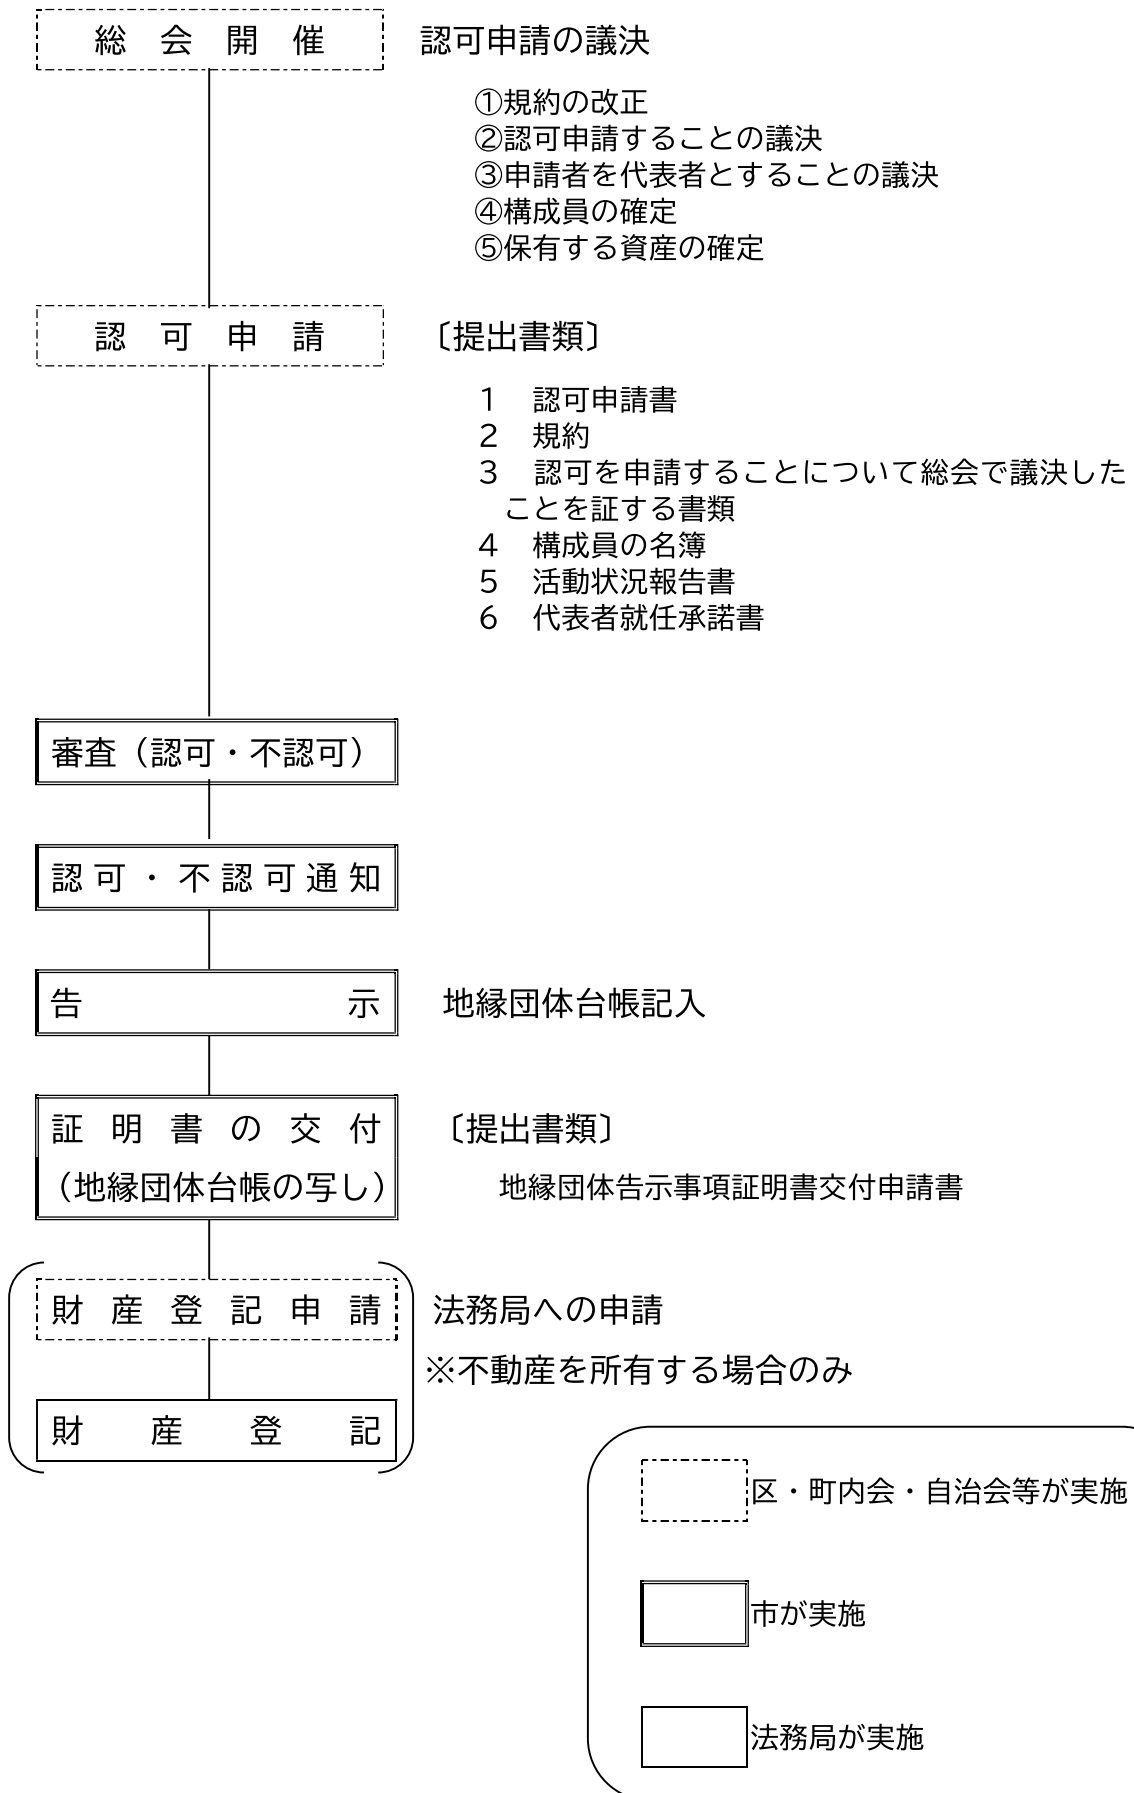 総会開催
認可申請の議決
①規約の改正
②認可申請することの議決
③申請者を代表者とすることの議決
④構成員の確定
⑤保有する資産の確定
認可申請
〔提出書類〕
１　認可申請書
２　規約
３　認可を申請することについて総会で議決した
ことを証する書類
４　構成員の名簿
５　活動状況報告書
６　代表者就任承諾書
審査（認可・不認可）
認可・不認可通知
告示
地縁団体台帳記入
証明書の交付
（地縁団体台帳の写し）
〔提出書類〕
地縁団体告示事項証明書交付申請書
財産登記申請
法務局への申請
※不動産を所有する場合のみ
財産登記
区・町内会・自治会等が実施
市が実施
法務局が実施